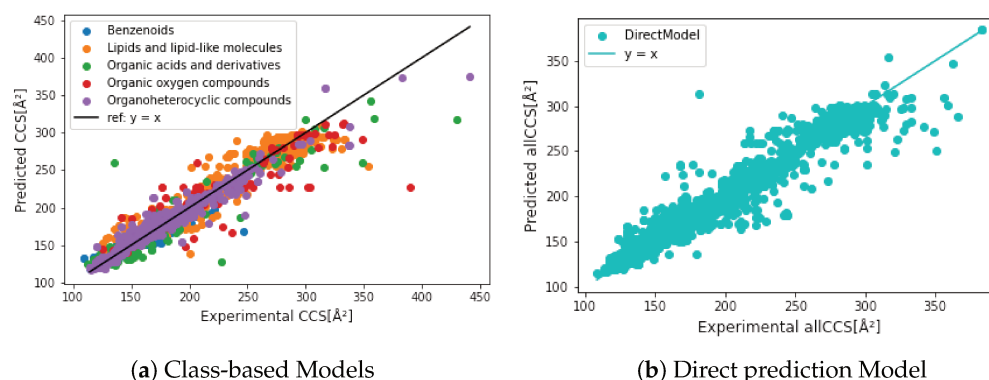 Benzenoids
Lipids and lipid-like molecules
Organic acids and derivatives
Organic oxygen compounds
Organoheterocyclic compounds
ref: y = x
450
400
350
300
250
200
150
100
Predicted CCS[Å²]
100 150 200 250 300 350 400 450
Experimental CCS[Å²]
(a) Class-based Models
DirectModel
y = x
350
300
250
200
150
100
Predicted allCCS[Å²]
100 150 200 250 300 350
Experimental allCCS[Å²]
(b) Direct prediction Model